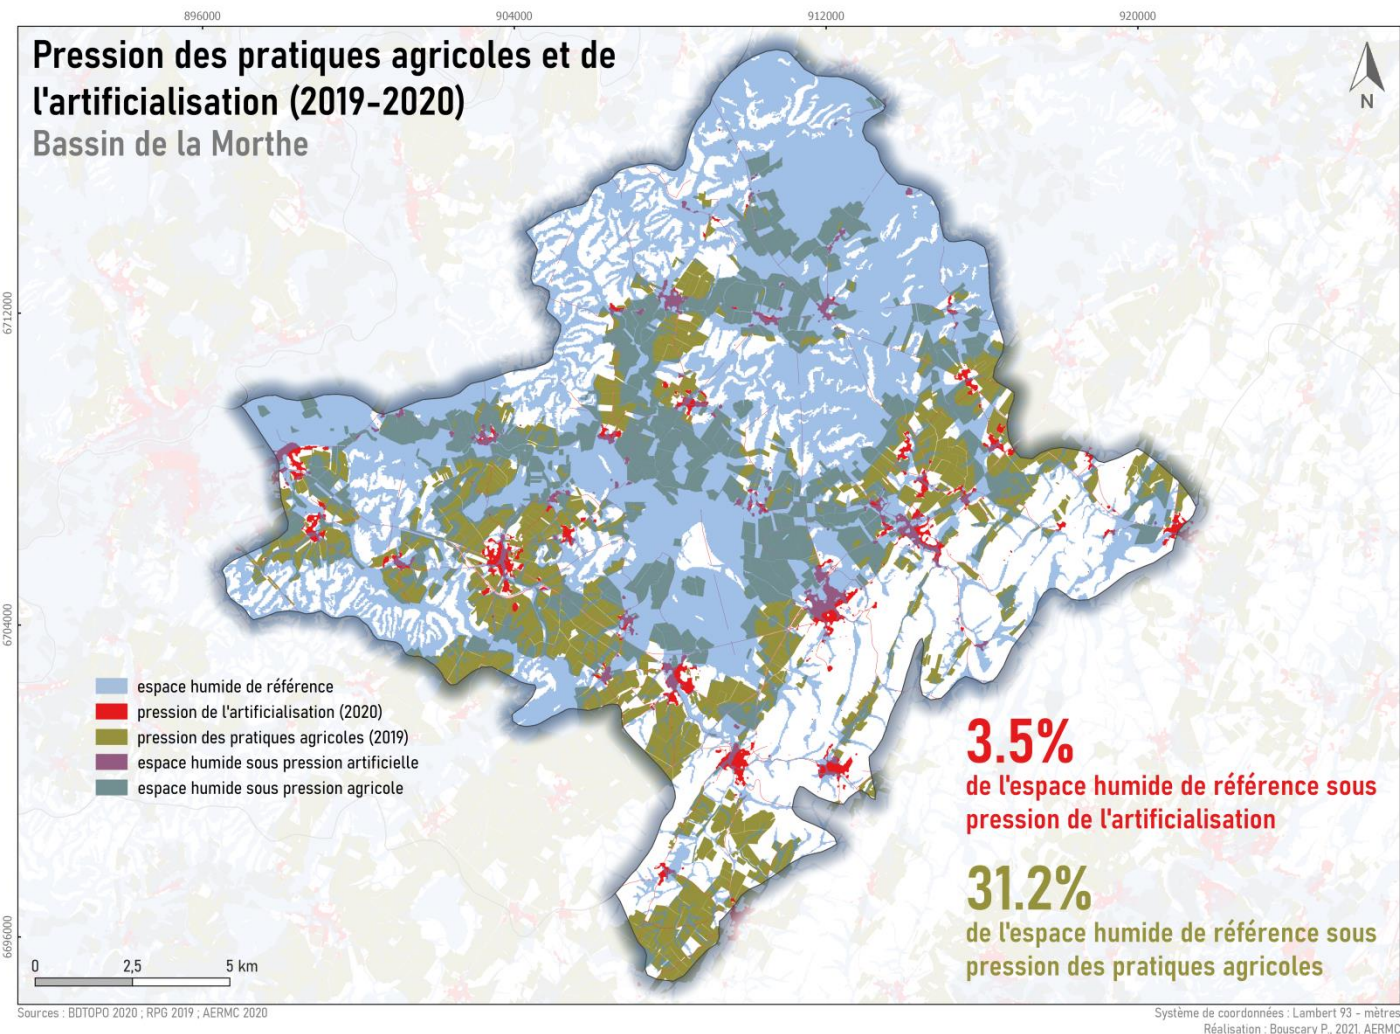 896000
904000
912000
920000
Pression des pratiques agricoles et de
l'artificialisation (2019-2020)
Bassin de la Morthe
N
6712000
6704000
6696000
espace humide de référence
pression de l'artificialisation (2020)
pression des pratiques agricoles (2019)
espace humide sous pression artificielle
espace humide sous pression agricole
3.5%
de l'espace humide de référence sous
pression de l'artificialisation
31.2%
de l'espace humide de référence sous
pression des pratiques agricoles
0 2,5 5 km
Sources : BDTOPO 2020 ; RPG 2019 ; AERMC 2020
Système de coordonnées : Lambert 93 - mètres
Réalisation : Bouscary P., 2021, AERMC